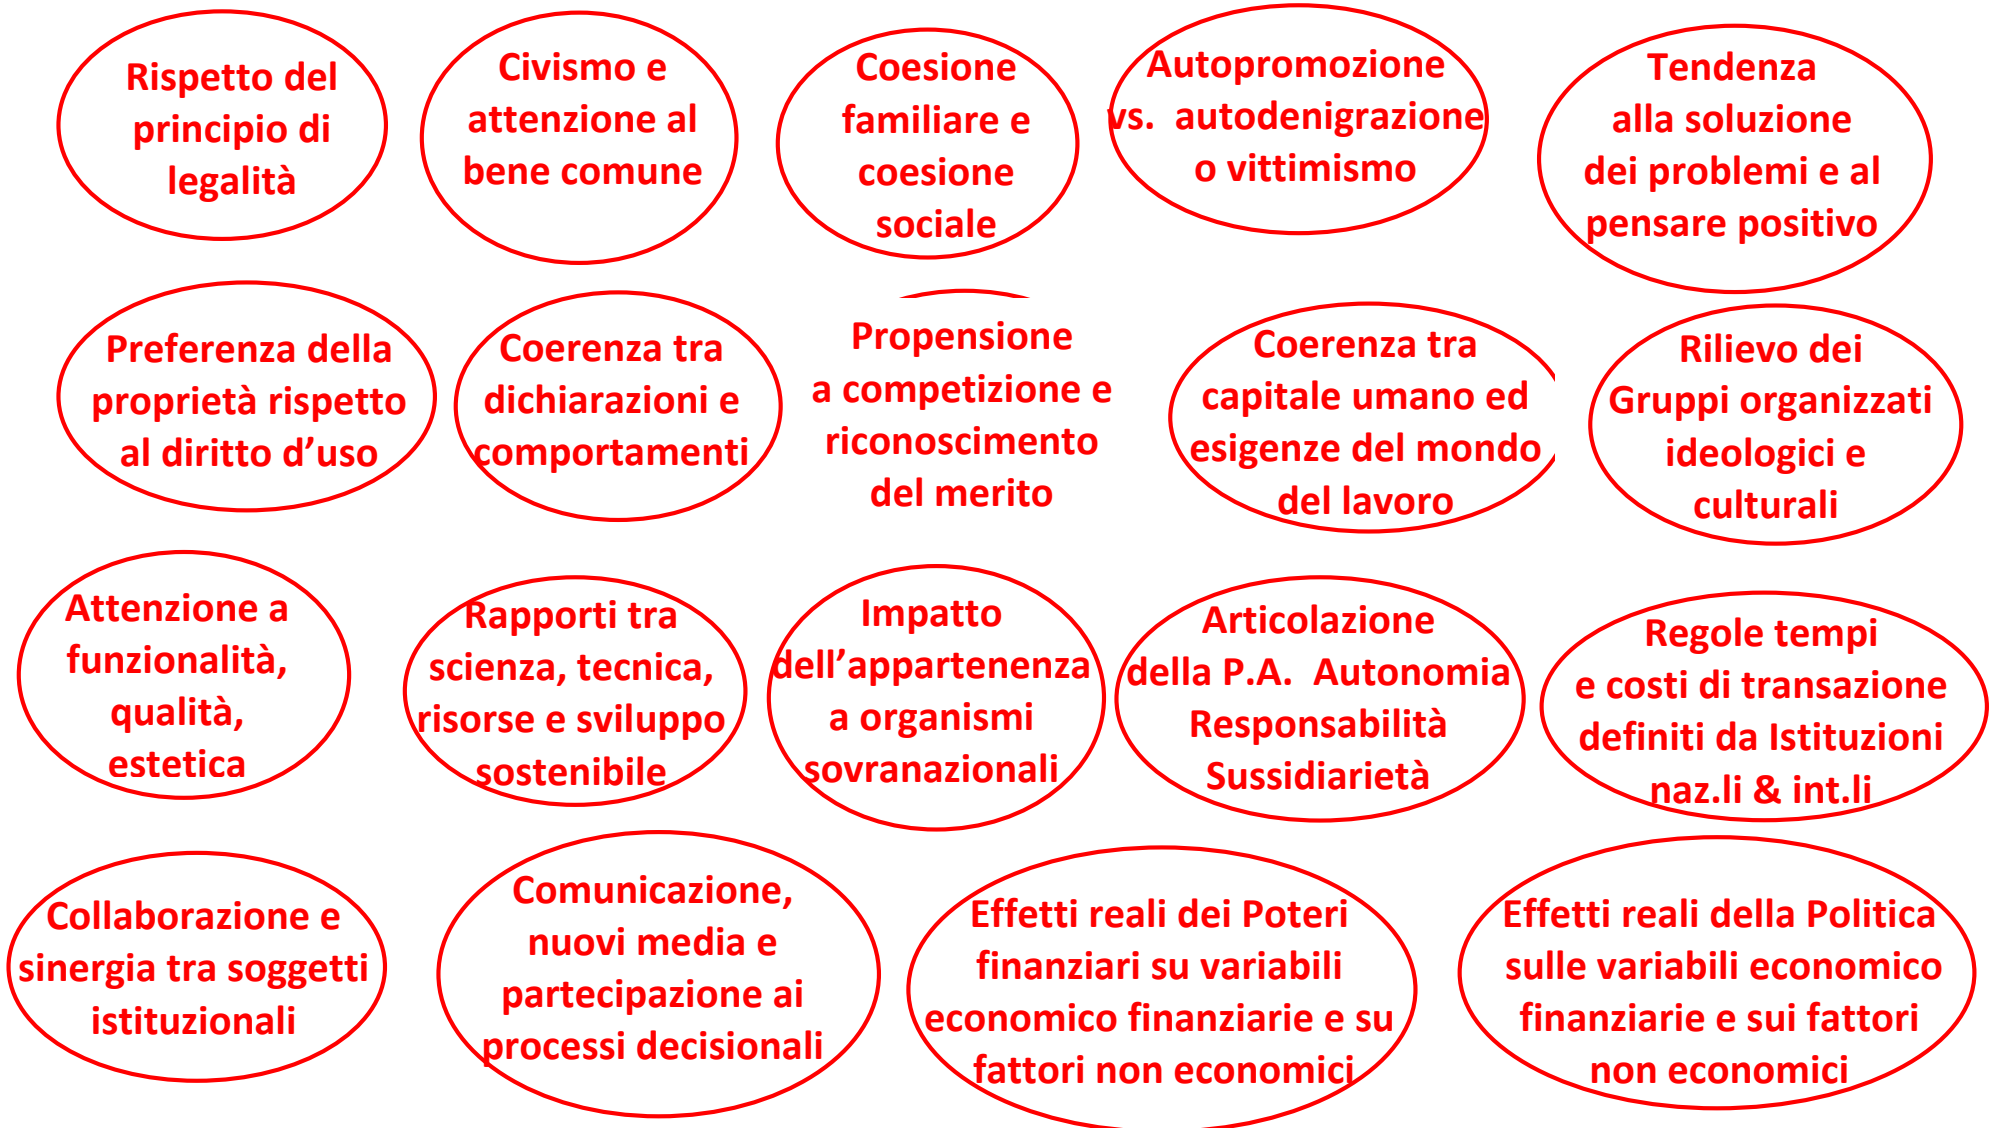 Rispetto del
principio di
legalità
Civismo e
attenzione al
bene comune
Coesione
familiare e
coesione
sociale
Autopromozione
vs. autodenigrazione
o vittimismo
Tendenza
alla soluzione
dei problemi e al
pensare positivo
Preferenza della
proprietà rispetto
al diritto d’uso
Coerenza tra
dichiarazioni e
comportamenti
Propensione
a competizione e
riconoscimento
del merito
Coerenza tra
capitale umano ed
esigenze del mondo
del lavoro
Rilievo dei
Gruppi organizzati
ideologici e
culturali
Attenzione a
funzionalità,
qualità,
estetica
Rapporti tra
scienza, tecnica,
risorse e sviluppo
sostenibile
Impatto
dell’appartenenza
a organismi
sovranazionali
Articolazione
della P.A. Autonomia
Responsabilità
Sussidiarietà
Regole tempi
e costi di transazione
definiti da Istituzioni
naz.li & int.li
Collaborazione e
sinergia tra soggetti
istituzionali
Comunicazione,
nuovi media e
partecipazione ai
processi decisionali
Effetti reali dei Poteri
finanziari su variabili
economico finanziarie e su
fattori non economici
Effetti reali della Politica
sulle variabili economico
finanziarie e sui fattori
non economici